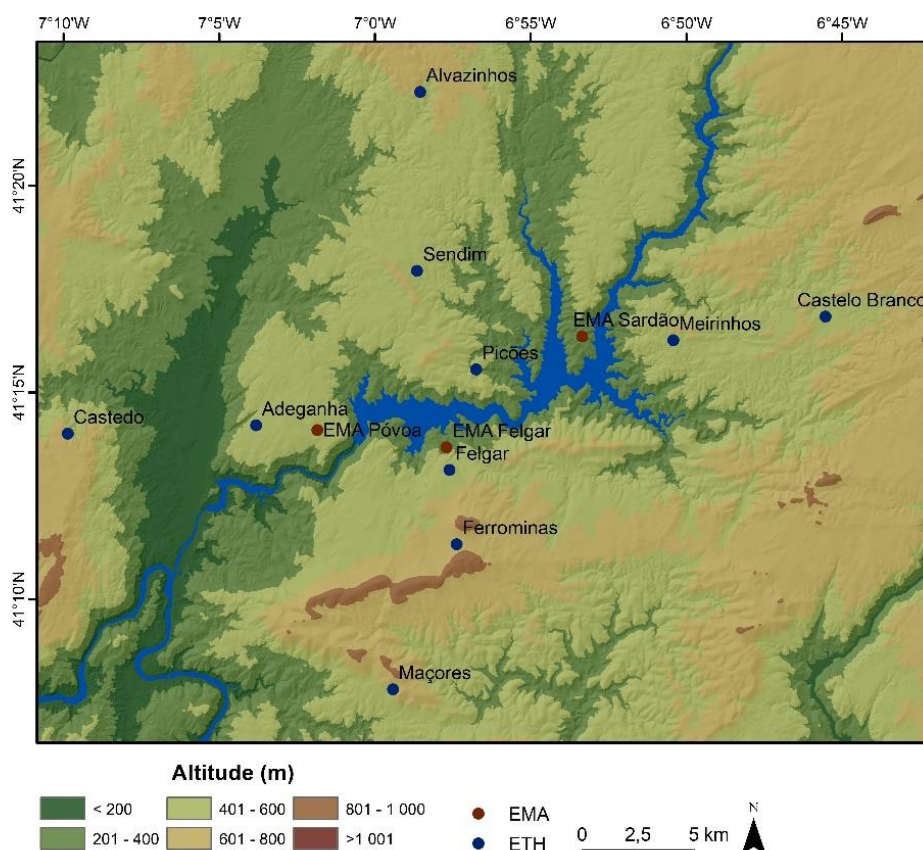 7°10'W 7°5'W 7°0'W 6°55'W 6°50'W 6°45'W
Alvazinhos
41°20'N
Sendim
Castelo Branco
EMA Sardão
Meirinhos
Picões
41°15'N
Adeganha
Castedo
EMA Póvoa
EMA Felgar
Felgar
Ferrominas
41°10'N
Maçores
Altitude (m)
< 200 401 - 600 801 - 1 000 EMA N
201 - 400 601 - 800 >1 001 ETH 0 2,5 5 km